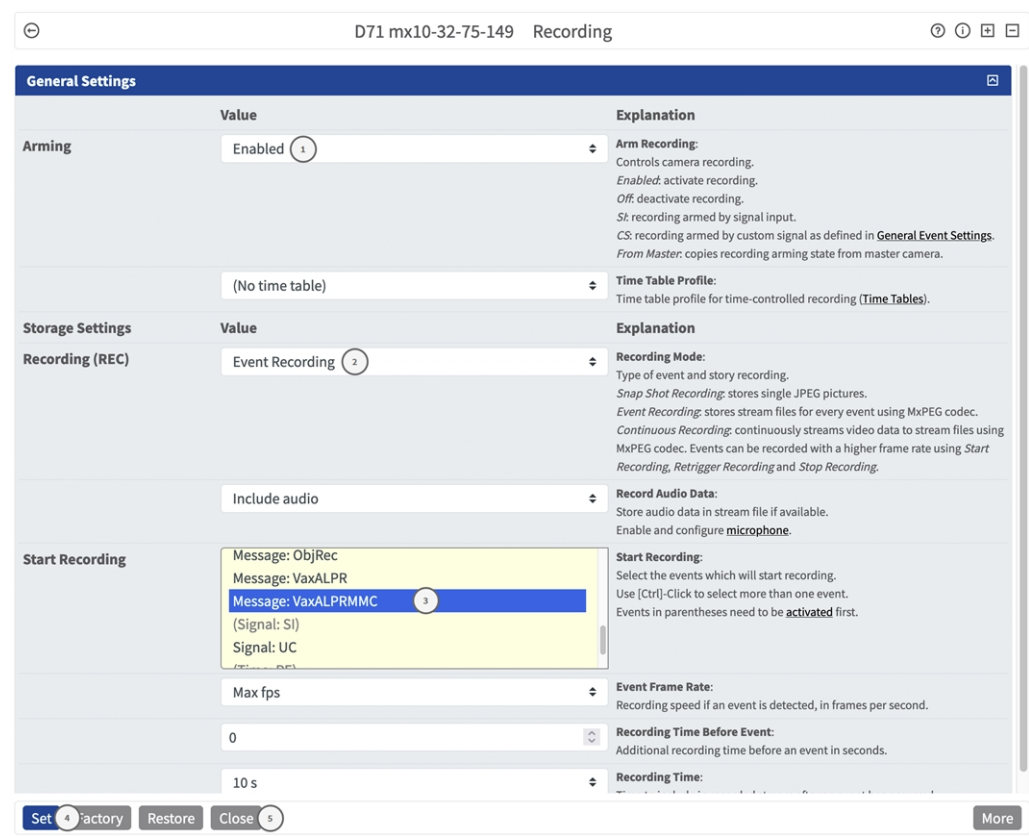 D71 mx10-32-75-149 Recording
General Settings
Value Explanation
Arming
Enabled 1
Arm Recording:
Controls camera recording.
Enabled: activate recording.
Off: deactivate recording.
SI: recording armed by signal input.
CS: recording armed by custom signal as defined in General Event Settings.
From Master: copies recording arming state from master camera.
(No time table)
Time Table Profile:
Time table profile for time-controlled recording (Time Tables).
Storage Settings Value Explanation
Recording (REC)
Event Recording 2
Recording Mode:
Type of event and story recording.
Snap Shot Recording: stores single JPEG pictures.
Event Recording: stores stream files for every event using MxPEG codec.
Continuous Recording: continuously streams video data to stream files using
MxPEG codec. Events can be recorded with a higher frame rate using Start
Recording, Retrigger Recording and Stop Recording.
Include audio
Record Audio Data:
Store audio data in stream file if available.
Enable and configure microphone.
Start Recording
Message: ObjRec
Message: VaxALPR
Message: VaxALPRMMC 3
(Signal: SI)
Signal: UC
Start Recording:
Select the events which will start recording.
Use [Ctrl]-Click to select more than one event.
Events in parentheses need to be activated first.
Max fps
Event Frame Rate:
Recording speed if an event is detected, in frames per second.
0
Recording Time Before Event:
Additional recording time before an event in seconds.
10 s
Recording Time:
Set 4 Factory Restore Close 5 More